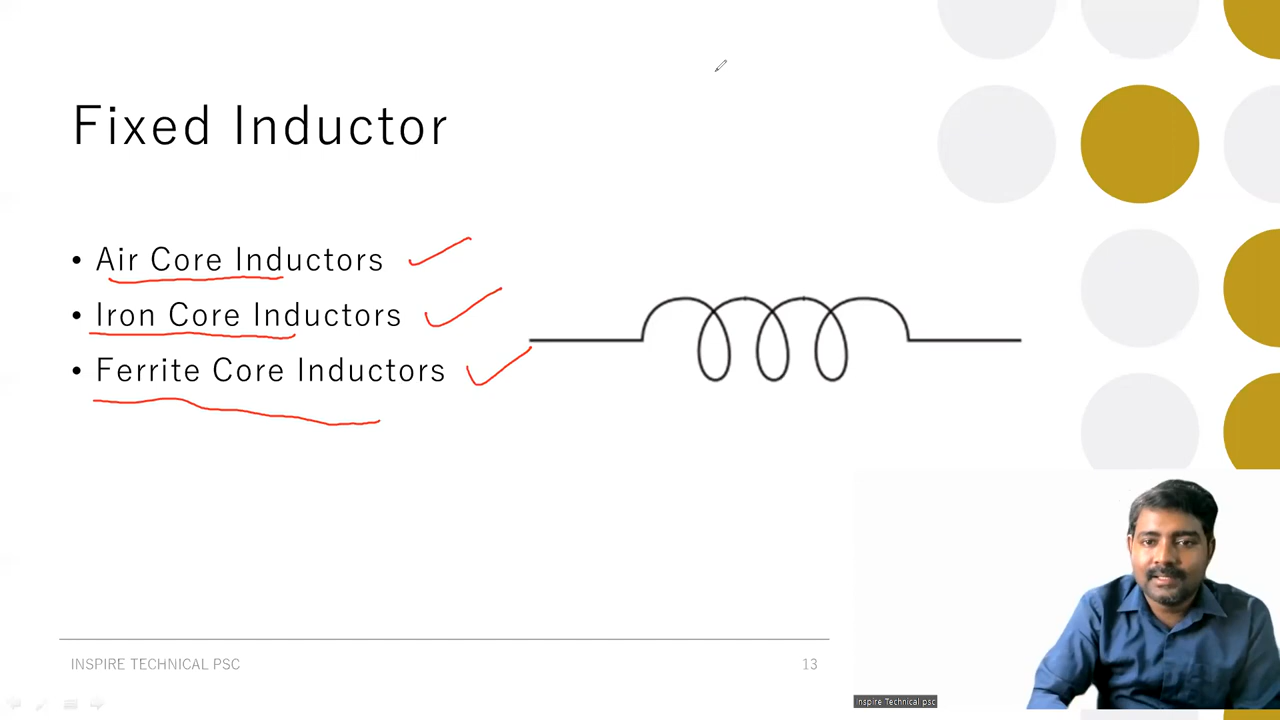 Fixed Inductor
• Air Core Inductors
• Iron Core Inductors
• Ferrite Core Inductors
INSPIRE TECHNICAL PSC
13
Inspire Technical psc